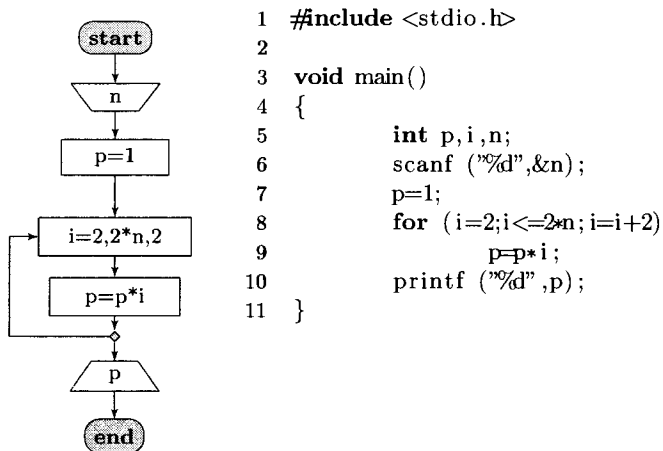 start
n
p=1
i=2,2*n,2
p=p*i
p
end
1 #include <stdio.h>
2
3 void main()
4 {
5 int p,i,n;
6 scanf ("%d",&n);
7 p=1;
8 for (i=2;i<=2*n;i=i+2)
9 p=p*i;
10 printf ("%d",p);
11 }